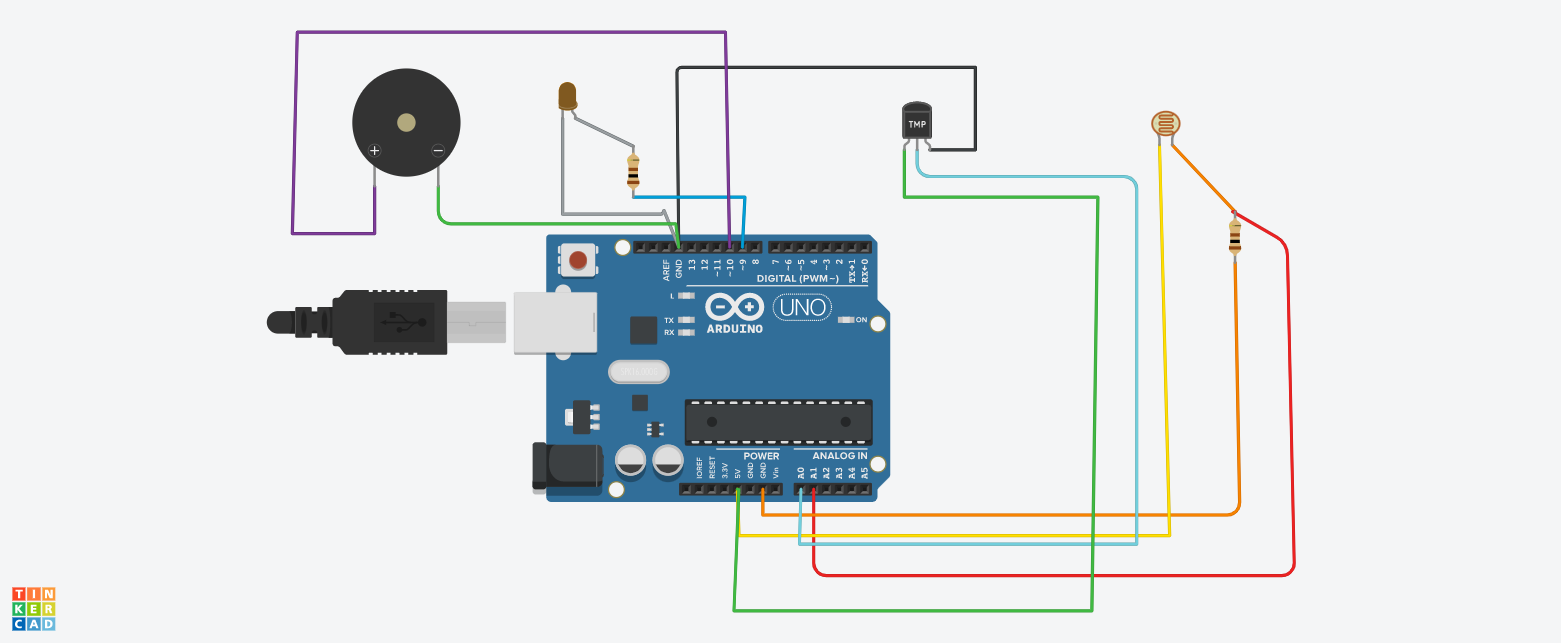 + −
TMP
AREF
GND
13
12
~11
~10
~9
8
7
~6
~5
4
~3
2
TX→1
RX←0
DIGITAL (PWM~)
L
TX
RX
UNO
ARDUINO
ON
POWER
ANALOG IN
IOREF
RESET
3.3V
5V
GND
GND
Vin
A0
A1
A2
A3
A4
A5
TIN
KER
CAD